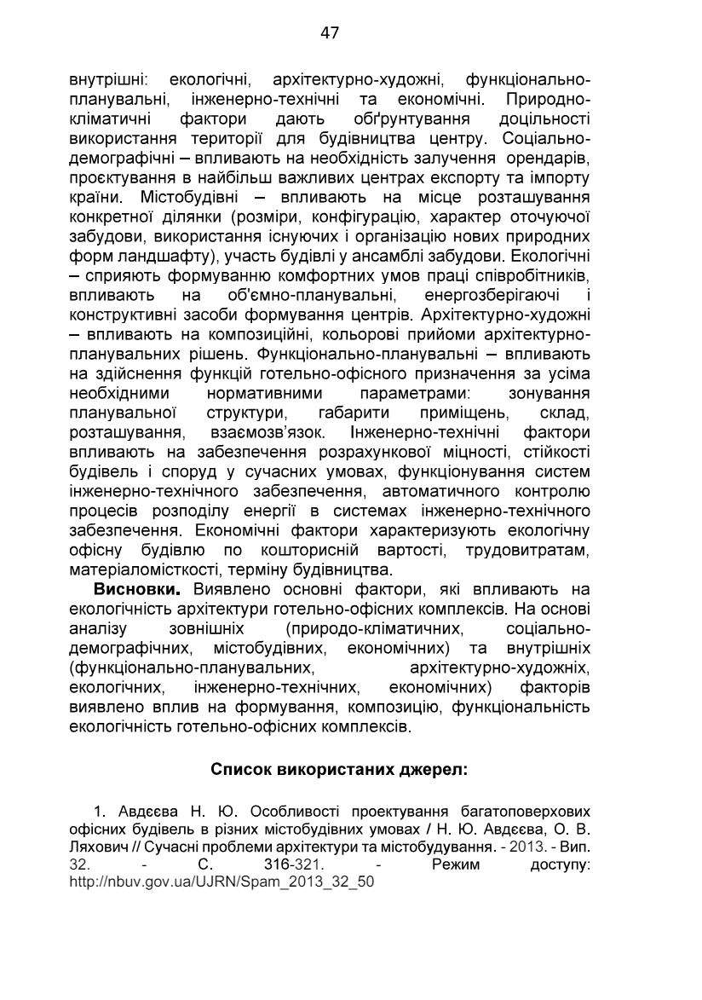 47
внутрішні: екологічні, архітектурно-художні, функціонально-
планувальні, інженерно-технічні та економічні. Природно-
кліматичні фактори дають обґрунтування доцільності
використання території для будівництва центру. Соціально-
демографічні – впливають на необхідність залучення орендарів,
проєктування в найбільш важливих центрах експорту та імпорту
країни. Містобудівні – впливають на місце розташування
конкретної ділянки (розміри, конфігурацію, характер оточуючої
забудови, використання існуючих і організацію нових природних
форм ландшафту), участь будівлі у ансамблі забудови. Екологічні
– сприяють формуванню комфортних умов праці співробітників,
впливають на об'ємно-планувальні, енергозберігаючі і
конструктивні засоби формування центрів. Архітектурно-художні
– впливають на композиційні, кольорові прийоми архітектурно-
планувальних рішень. Функціонально-планувальні – впливають
на здійснення функцій готельно-офісного призначення за усіма
необхідними нормативними параметрами: зонування
планувальної структури, габарити приміщень, склад,
розташування, взаємозв’язок. Інженерно-технічні фактори
впливають на забезпечення розрахункової міцності, стійкості
будівель і споруд у сучасних умовах, функціонування систем
інженерно-технічного забезпечення, автоматичного контролю
процесів розподілу енергії в системах інженерно-технічного
забезпечення. Економічні фактори характеризують екологічну
офісну будівлю по кошторисній вартості, трудовитратам,
матеріаломісткості, терміну будівництва.
Висновки. Виявлено основні фактори, які впливають на
екологічність архітектури готельно-офісних комплексів. На основі
аналізу зовнішніх (природо-кліматичних, соціально-
демографічних, містобудівних, економічних) та внутрішніх
(функціонально-планувальних, архітектурно-художніх,
екологічних, інженерно-технічних, економічних) факторів
виявлено вплив на формування, композицію, функціональність
екологічність готельно-офісних комплексів.
Список використаних джерел:
1. Авдєєва Н. Ю. Особливості проектування багатоповерхових
офісних будівель в різних містобудівних умовах / Н. Ю. Авдєєва, О. В.
Ляхович // Сучасні проблеми архітектури та містобудування. - 2013. - Вип.
32. - С. 316-321. - Режим доступу:
http://nbuv.gov.ua/UJRN/Spam_2013_32_50